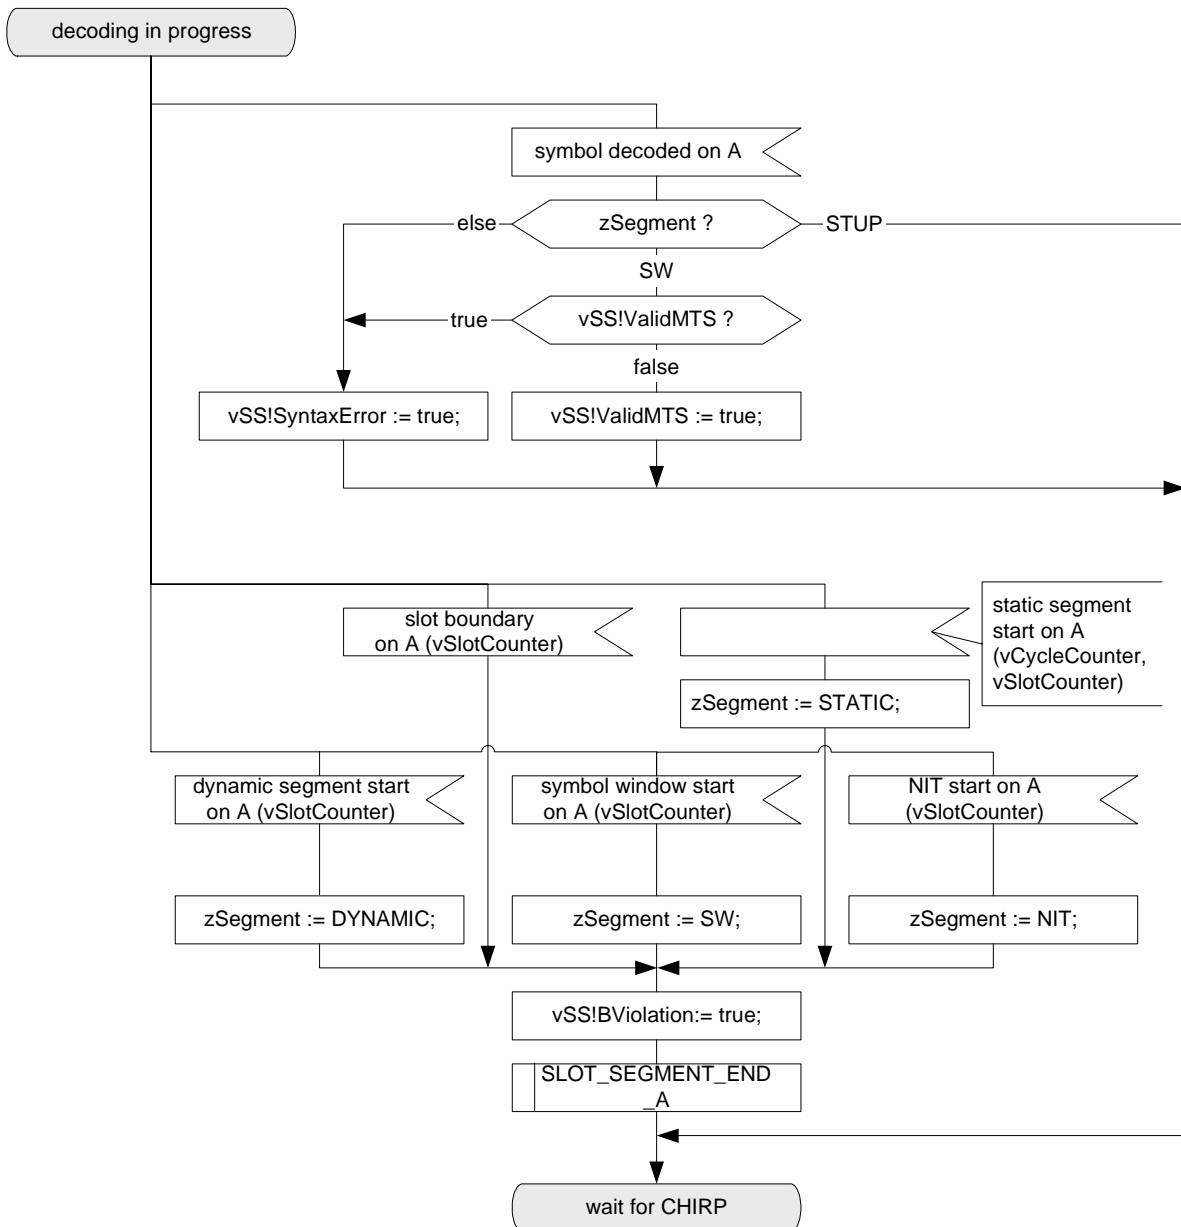 decoding in progress
symbol decoded on A
else
zSegment ?
STUP
SW
true
vSS!ValidMTS ?
false
vSS!SyntaxError := true;
vSS!ValidMTS := true;
slot boundary
on A (vSlotCounter)
static segment
start on A
(vCycleCounter,
vSlotCounter)
zSegment := STATIC;
dynamic segment start
on A (vSlotCounter)
symbol window start
on A (vSlotCounter)
NIT start on A
(vSlotCounter)
zSegment := DYNAMIC;
zSegment := SW;
zSegment := NIT;
vSS!BViolation:= true;
SLOT_SEGMENT_END
_A
wait for CHIRP